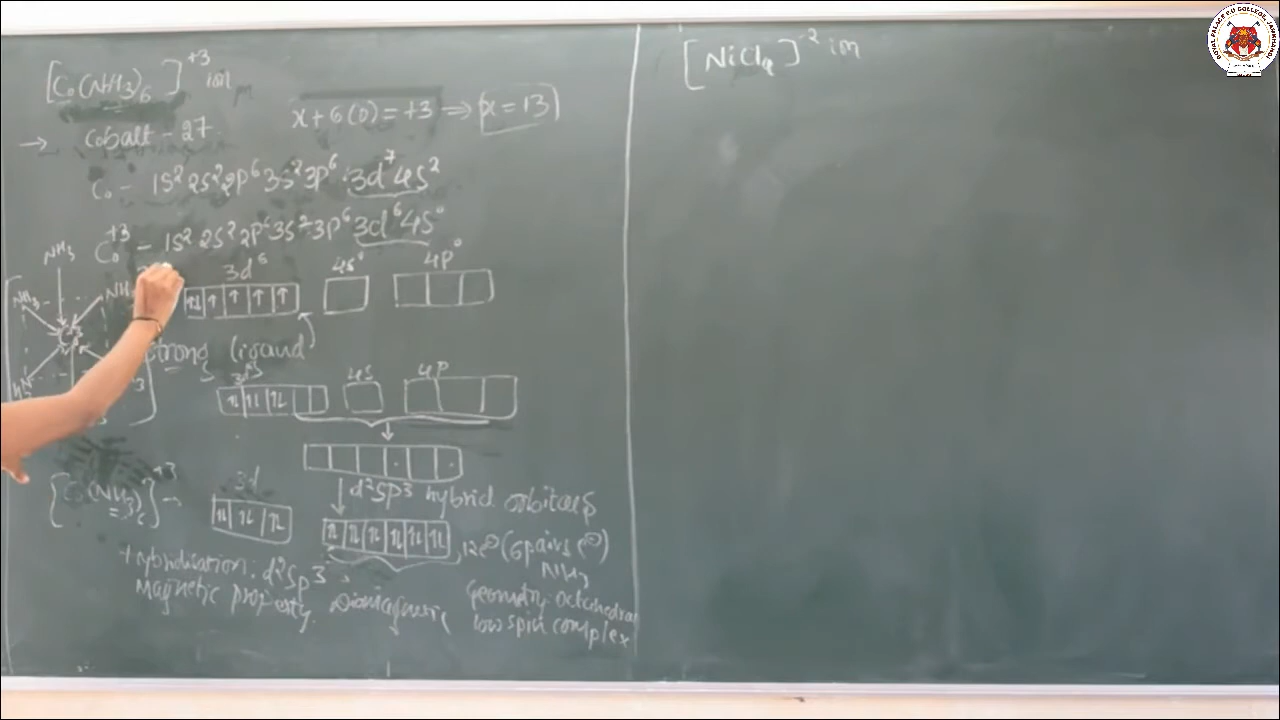 [Co(NH3)6]+3 ion
x+6(0)=+3 ⇒ x=+3
→ Cobalt - 27
Co - 1s² 2s² 2p⁶ 3s² 3p⁶ 3d⁷ 4s²
Co+3 - 1s² 2s² 2p⁶ 3s² 3p⁶ 3d⁶ 4s⁰
NH3
3d⁶ 4s⁰ 4p⁰
↑↓ ↑ ↑ ↑ ↑
NH3
strong ligand
3d 4s 4p
↑↓ ↑↓ ↑↓
d²sp³ hybrid orbitals
[Co(NH3)6]+3 → 3d
↑↓ ↑↓ ↑↓
↑↓ ↑↓ ↑↓ ↑↓ ↑↓ ↑↓
12e⊖ (6 pairs e⊖)
NH3
Hybridisation: d²sp³
Magnetic property: Diamagnetic
Geometry: octahedral
low spin complex
[NiCl4]-2 ion